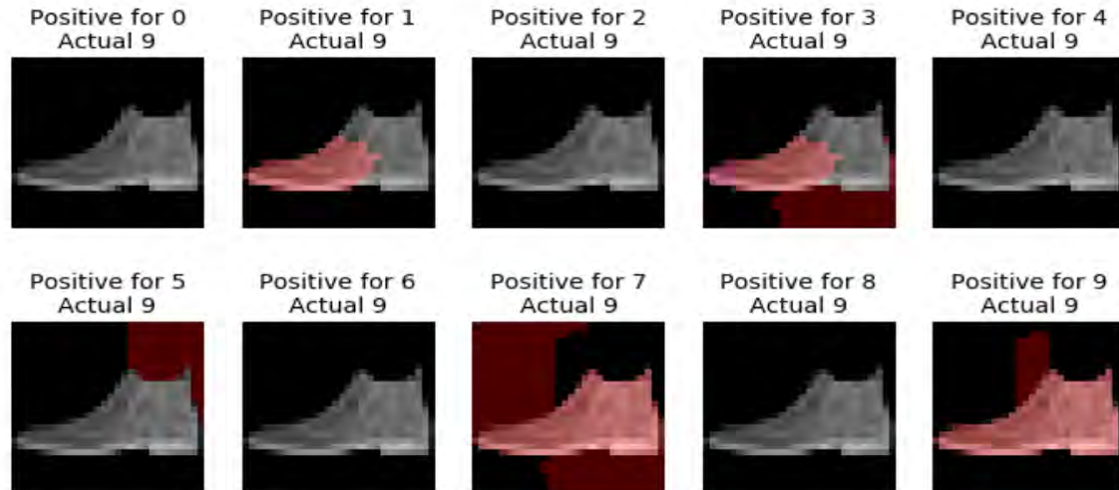 Positive for 0
Actual 9
Positive for 1
Actual 9
Positive for 2
Actual 9
Positive for 3
Actual 9
Positive for 4
Actual 9
Positive for 5
Actual 9
Positive for 6
Actual 9
Positive for 7
Actual 9
Positive for 8
Actual 9
Positive for 9
Actual 9